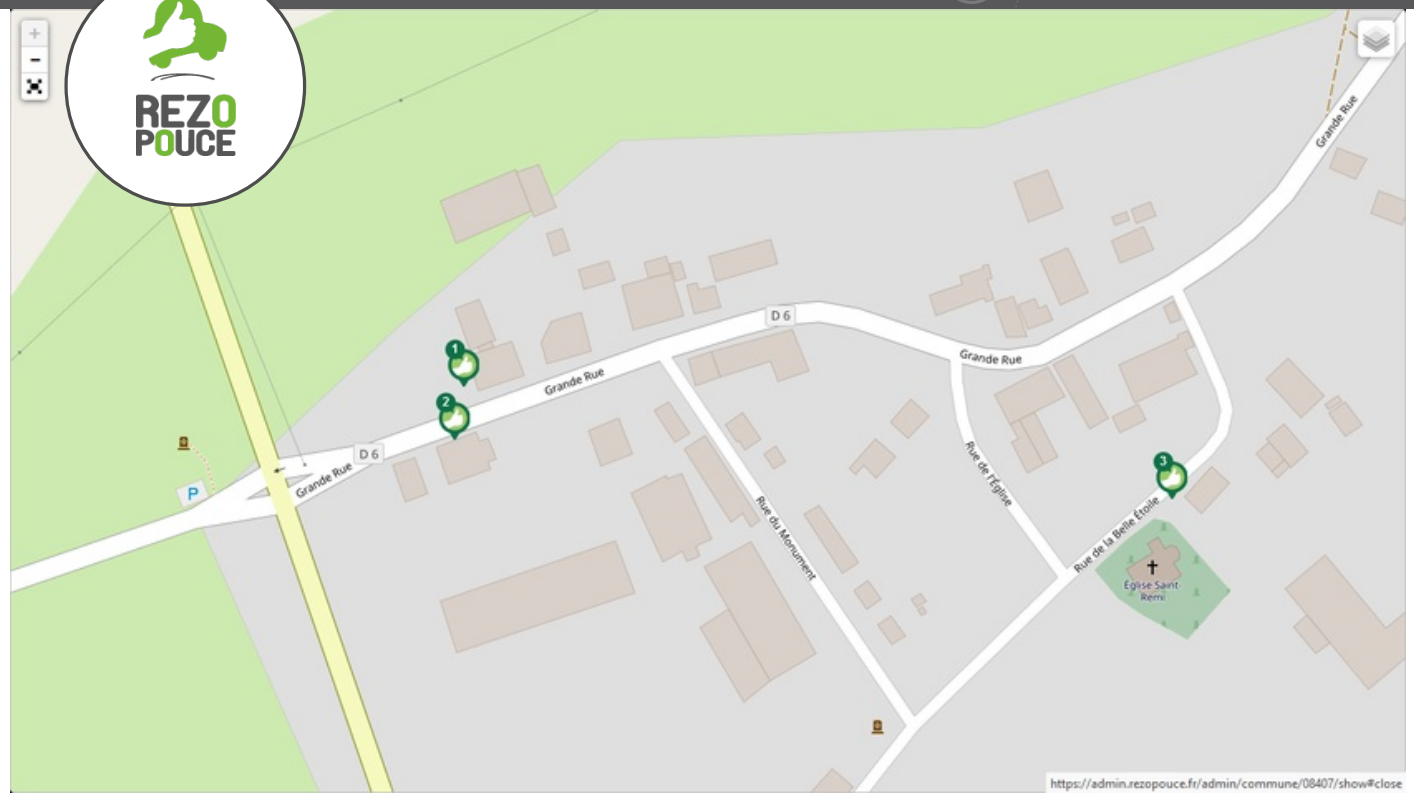 +
-
REZO
POUCE
Grande Rue
D 6
1
Grande Rue
Grande Rue
2
D 6
Grande Rue
P
Rue du Monument
Rue de l'Église
3
Rue de la Belle Étoile
Église Saint-
Remi
https://admin.rezopouce.fr/admin/commune/08407/show#close